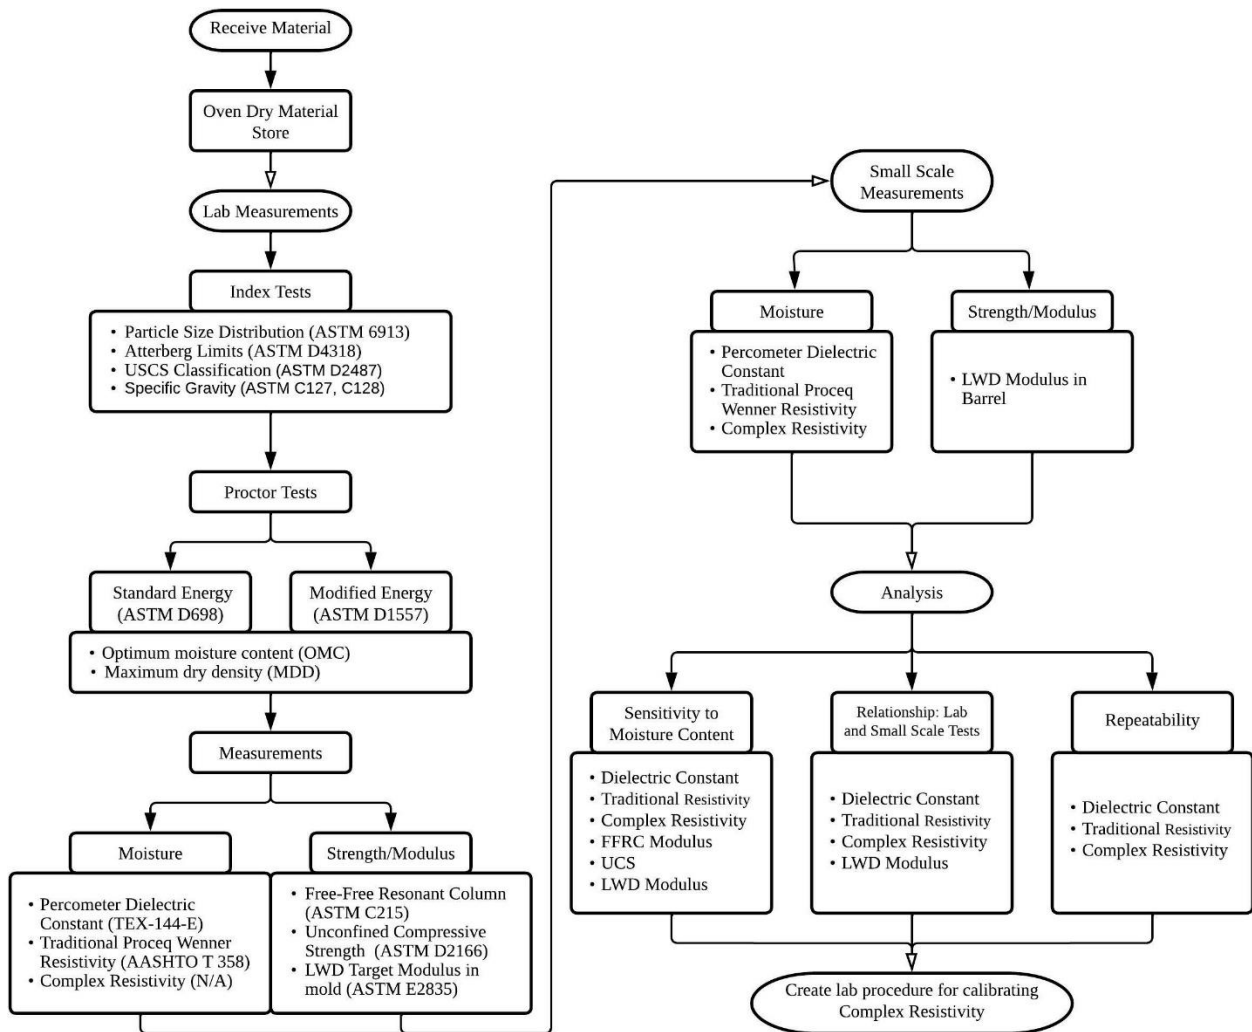 Receive Material
Oven Dry Material
Store
Lab Measurements
Index Tests
• Particle Size Distribution (ASTM 6913)
• Atterberg Limits (ASTM D4318)
• USCS Classification (ASTM D2487)
• Specific Gravity (ASTM C127, C128)
Proctor Tests
Standard Energy
(ASTM D698)
Modified Energy
(ASTM D1557)
• Optimum moisture content (OMC)
• Maximum dry density (MDD)
Measurements
Moisture
• Percometer Dielectric
Constant (TEX-144-E)
• Traditional Proceq Wenner
Resistivity (AASHTO T 358)
• Complex Resistivity (N/A)
Strength/Modulus
• Free-Free Resonant Column
(ASTM C215)
• Unconfined Compressive
Strength (ASTM D2166)
• LWD Target Modulus in
mold (ASTM E2835)
Small Scale
Measurements
Moisture
• Percometer Dielectric
Constant
• Traditional Proceq
Wenner Resistivity
• Complex Resistivity
Strength/Modulus
• LWD Modulus in
Barrel
Analysis
Sensitivity to
Moisture Content
• Dielectric Constant
• Traditional Resistivity
• Complex Resistivity
• FFRC Modulus
• UCS
• LWD Modulus
Relationship: Lab
and Small Scale Tests
• Dielectric Constant
• Traditional Resistivity
• Complex Resistivity
• LWD Modulus
Repeatability
• Dielectric Constant
• Traditional Resistivity
• Complex Resistivity
Create lab procedure for calibrating
Complex Resistivity